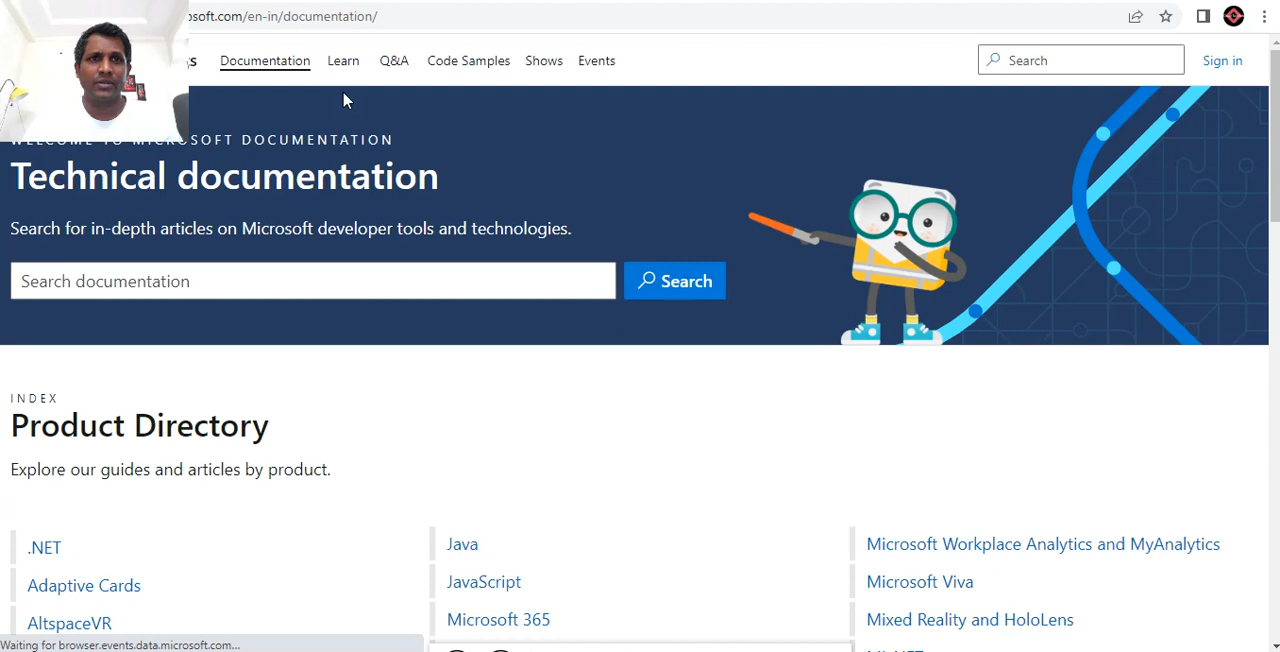 osoft.com/en-in/documentation/
s Documentation Learn Q&A Code Samples Shows Events Search Sign in
WELCOME TO MICROSOFT DOCUMENTATION
Technical documentation
Search for in-depth articles on Microsoft developer tools and technologies.
Search documentation Search
INDEX
Product Directory
Explore our guides and articles by product.
.NET Java Microsoft Workplace Analytics and MyAnalytics
Adaptive Cards JavaScript Microsoft Viva
AltspaceVR Microsoft 365 Mixed Reality and HoloLens
Waiting for browser.events.data.microsoft.com...